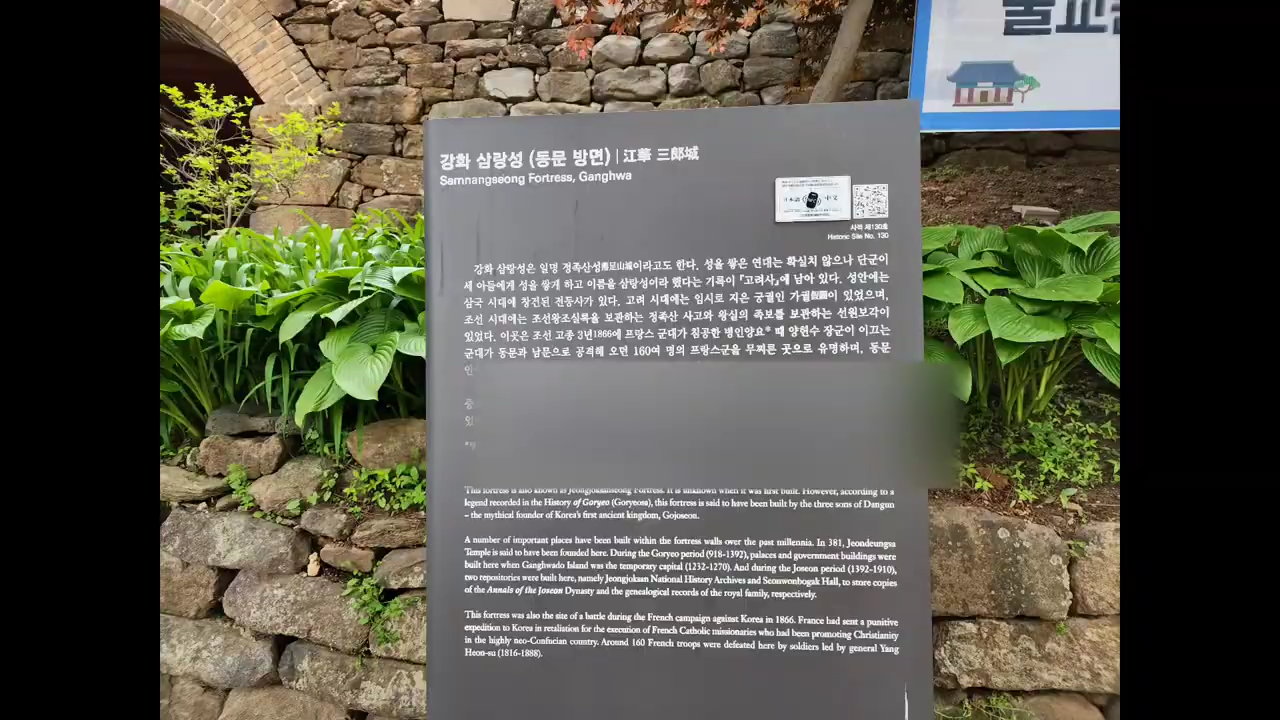 불교
강화 삼랑성 (동문 방면) | 江華 三郞城
Samnangseong Fortress, Ganghwa
日本語
中文
사적 제130호
Historic Site No. 130
강화 삼랑성은 일명 정족산성鼎足山城이라고도 한다. 성을 쌓은 연대는 확실치 않으나 단군이
세 아들에게 성을 쌓게 하고 이름을 삼랑성이라 했다는 기록이 『고려사』에 남아 있다. 성안에는
삼국 시대에 창건된 전등사가 있다. 고려 시대에는 임시로 지은 궁궐인 가궐假闕이 있었으며,
조선 시대에는 조선왕조실록을 보관하는 정족산 사고와 왕실의 족보를 보관하는 선원보각이
있었다. 이곳은 조선 고종 3년1866에 프랑스 군대가 침공한 병인양요* 때 양헌수 장군이 이끄는
군대가 동문과 남문으로 공격해 오던 160여 명의 프랑스군을 무찌른 곳으로 유명하며, 동문
This fortress is also known as Jeongjoksanseong Fortress. It is unknown when it was first built. However, according to a
legend recorded in the History of Goryeo (Goryeosa), this fortress is said to have been built by the three sons of Dangun
– the mythical founder of Korea's first ancient kingdom, Gojoseon.
A number of important places have been built within the fortress walls over the past millennia. In 381, Jeondeungsa
Temple is said to have been founded here. During the Goryeo period (918-1392), palaces and government buildings were
built here when Ganghwado Island was the temporary capital (1232-1270). And during the Joseon period (1392-1910),
two repositories were built here, namely Jeongjoksan National History Archives and Seonwonbogak Hall, to store copies
of the Annals of the Joseon Dynasty and the genealogical records of the royal family, respectively.
This fortress was also the site of a battle during the French campaign against Korea in 1866. France had sent a punitive
expedition to Korea in retaliation for the execution of French Catholic missionaries who had been promoting Christianity
in the highly neo-Confucian country. Around 160 French troops were defeated here by soldiers led by general Yang
Heon-su (1816-1888).